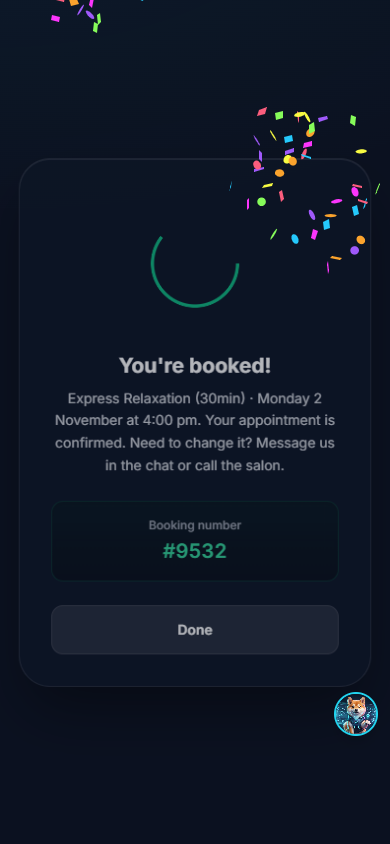 You're booked!
Express Relaxation (30min) · Monday 2
November at 4:00 pm. Your appointment is
confirmed. Need to change it? Message us
in the chat or call the salon.
Booking number
#9532
Done